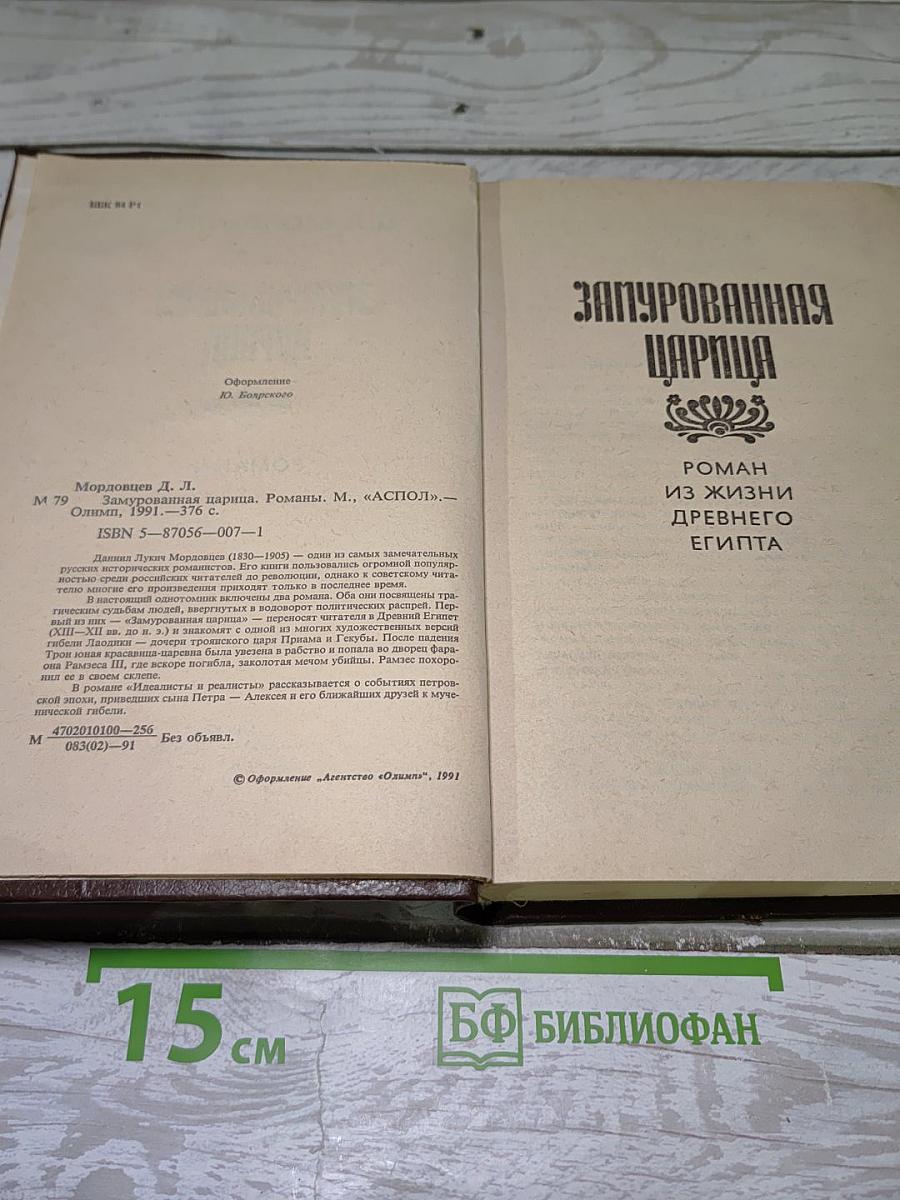 ББК 84 Р1
Оформление
Ю. Боярского
Мордовцев Д. Л.
М 79 Замурованная царица. Романы. М., «АСПОЛ».—
Олимп, 1991.—376 с.
ISBN 5—87056—007—1
Даниил Лукич Мордовцев (1830—1905) — один из самых замечательных
русских исторических романистов. Его книги пользовались огромной популяр-
ностью среди российских читателей до революции, однако к советскому чита-
телю многие его произведения приходят только в последнее время.
В настоящий однотомник включены два романа. Оба они посвящены тра-
гическим судьбам людей, ввергнутых в водоворот политических распрей. Пер-
вый из них — «Замурованная царица» — переносят читателя в Древний Египет
(XIII—XII вв. до н. э.) и знакомят с одной из многих художественных версий
гибели Лаодики — дочери троянского царя Приама и Гекубы. После падения
Трои юная красавица-царевна была увезена в рабство и попала во дворец фара-
она Рамзеса III, где вскоре погибла, заколотая мечом убийцы. Рамзес похоро-
нил ее в своем склепе.
В романе «Идеалисты и реалисты» рассказывается о событиях петров-
ской эпохи, приведших сына Петра — Алексея и его ближайших друзей к муче-
нической гибели.
М 4702010100—256
083(02)—91 Без объявл.
© Оформление „Агентство «Олимп»“, 1991
ЗАМУРОВАННАЯ
ЦАРИЦА
РОМАН
ИЗ ЖИЗНИ
ДРЕВНЕГО
ЕГИПТА
15 см
БФ БИБЛИОФАН